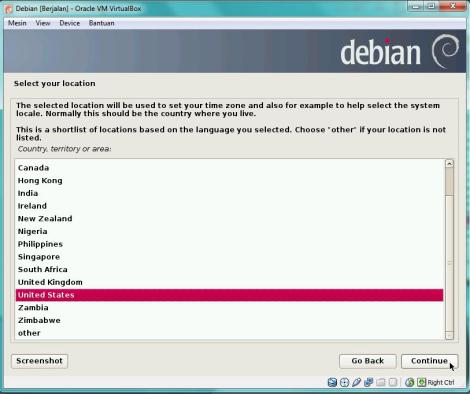 Debian [Berjalan] - Oracle VM VirtualBox
Mesin View Device Bantuan
debian
Select your location
The selected location will be used to set your time zone and also for example to help select the system
locale. Normally this should be the country where you live.
This is a shortlist of locations based on the language you selected. Choose "other" if your location is not
listed.
Country, territory or area:
Canada
Hong Kong
India
Ireland
New Zealand
Nigeria
Philippines
Singapore
South Africa
United Kingdom
United States
Zambia
Zimbabwe
other
Screenshot Go Back Continue
Right Ctrl